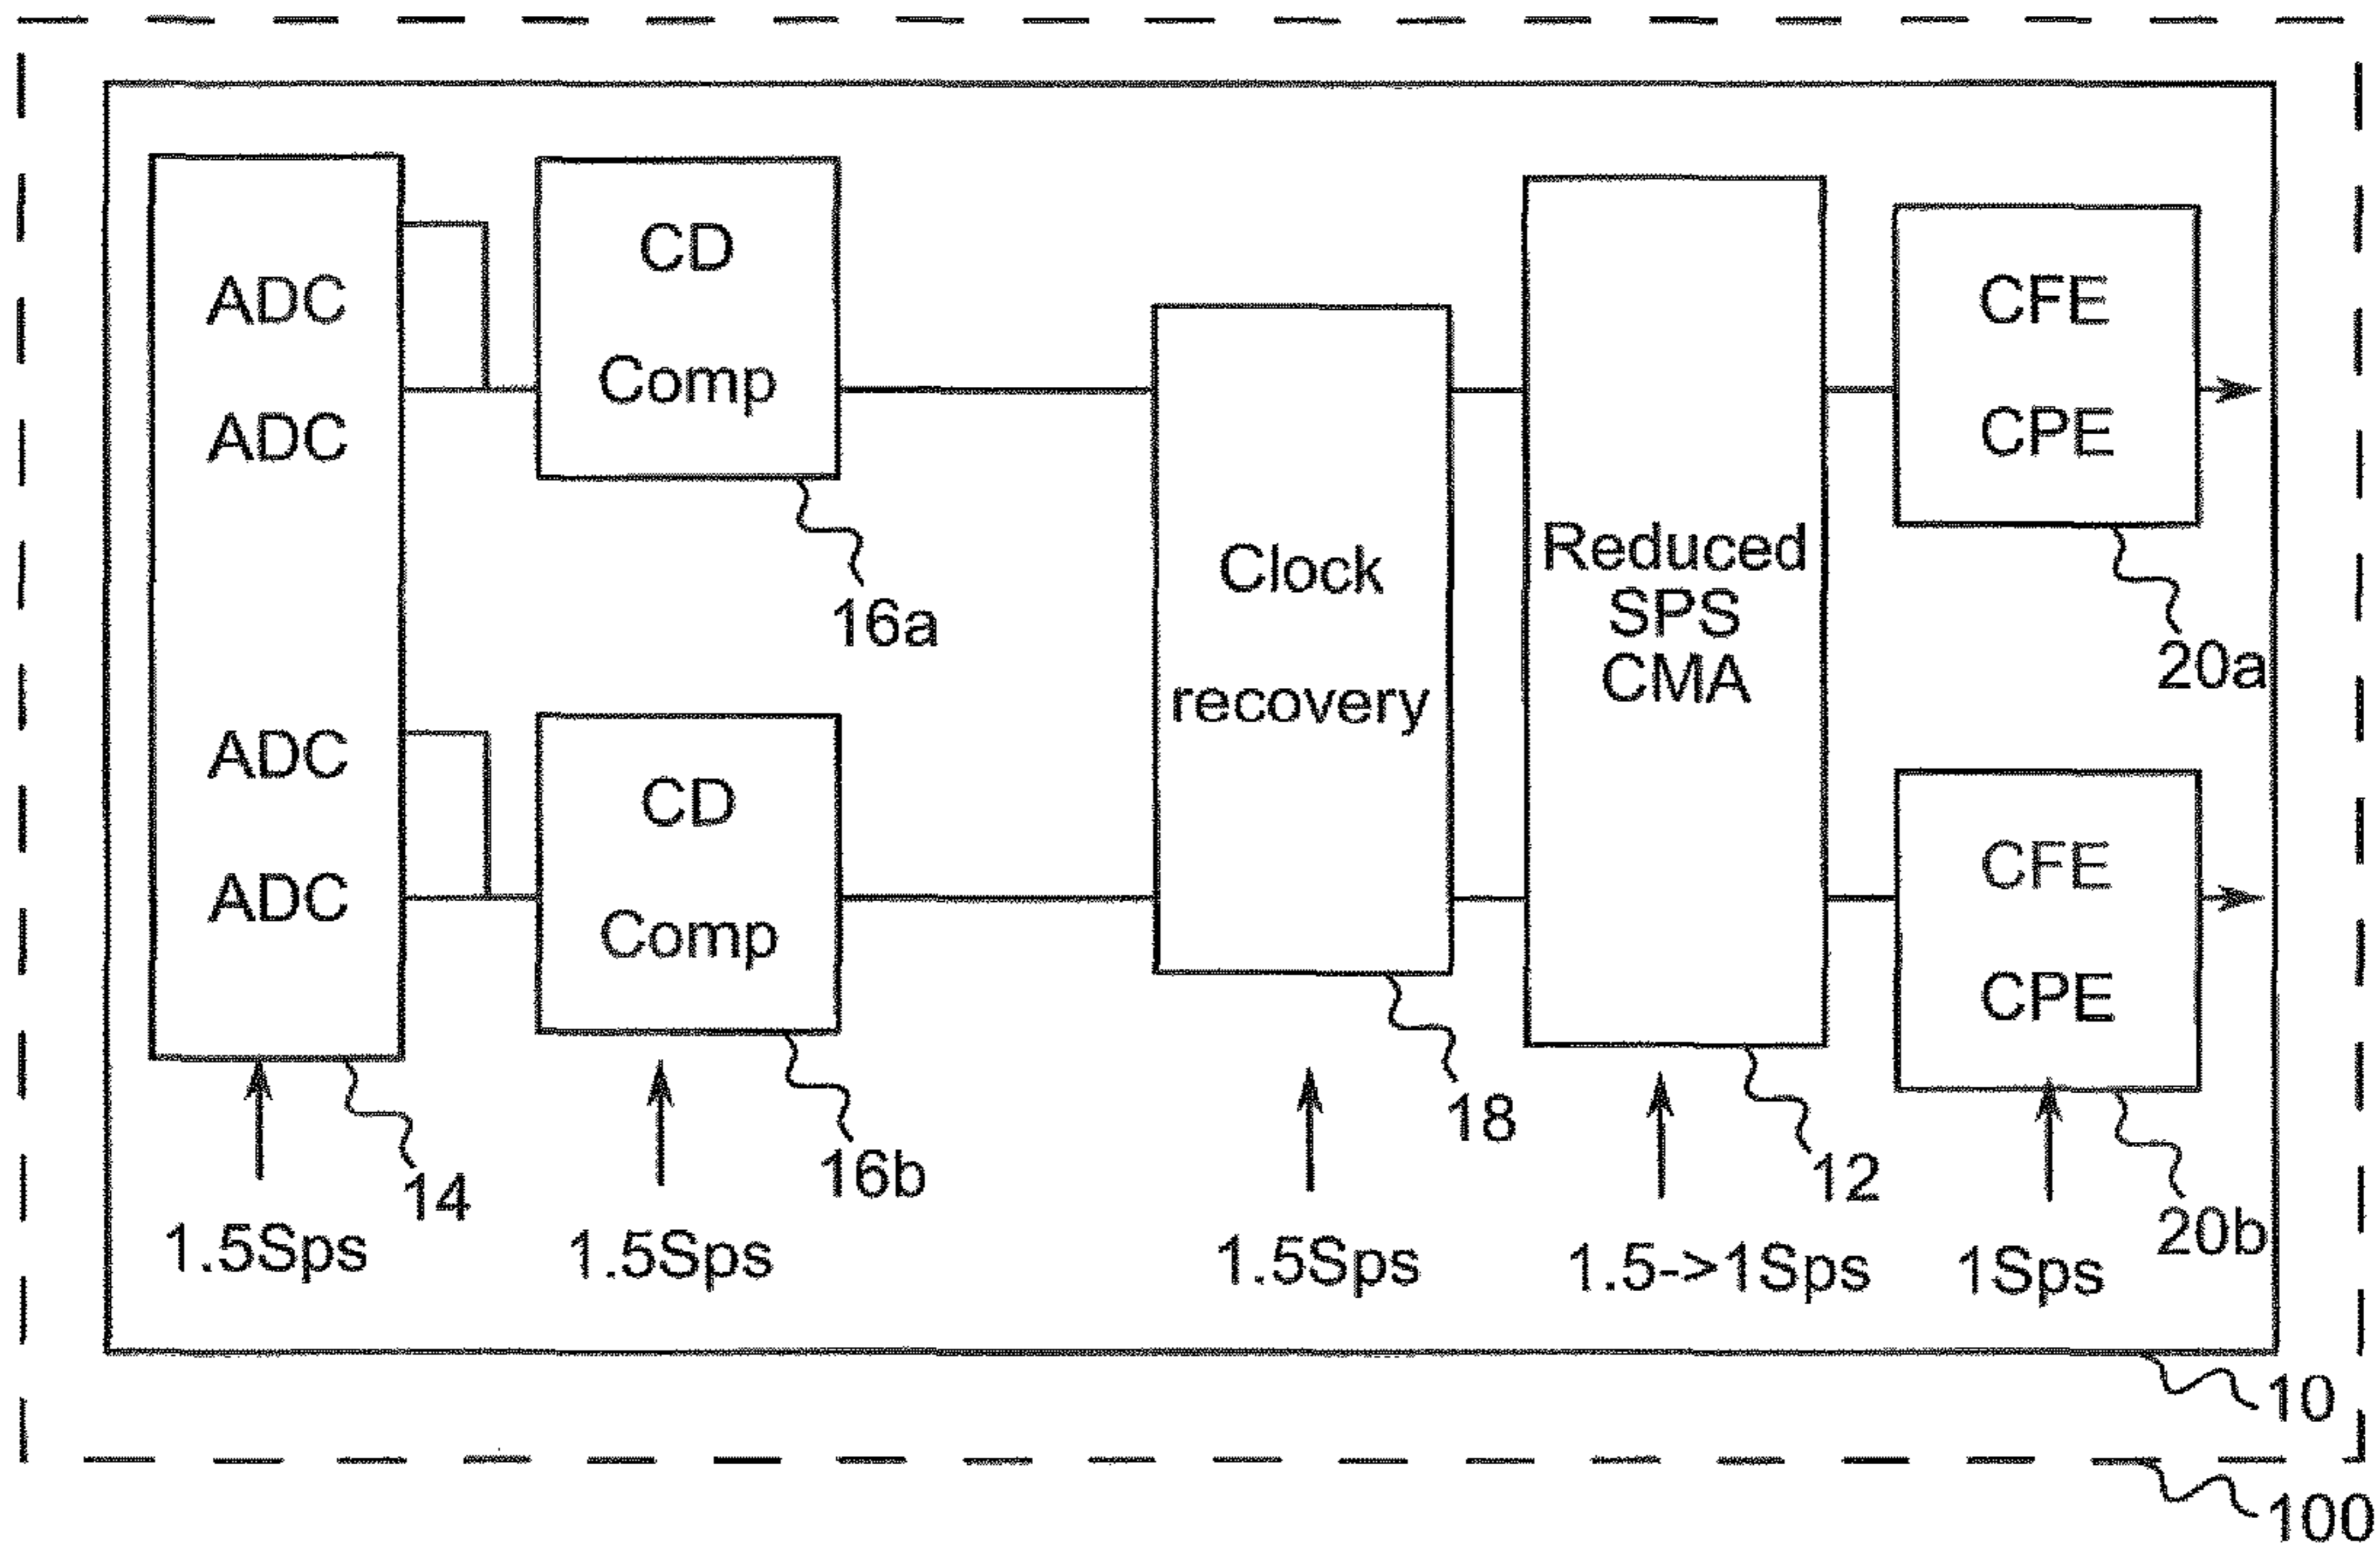 ADC
ADC
ADC
ADC
CD
Comp
16a
CD
Comp
16b
Clock
recovery
18
Reduced
SPS
CMA
12
CFE
CPE
20a
CFE
CPE
20b
14
1.5Sps
1.5Sps
1.5Sps
1.5->1Sps
1Sps
10
100